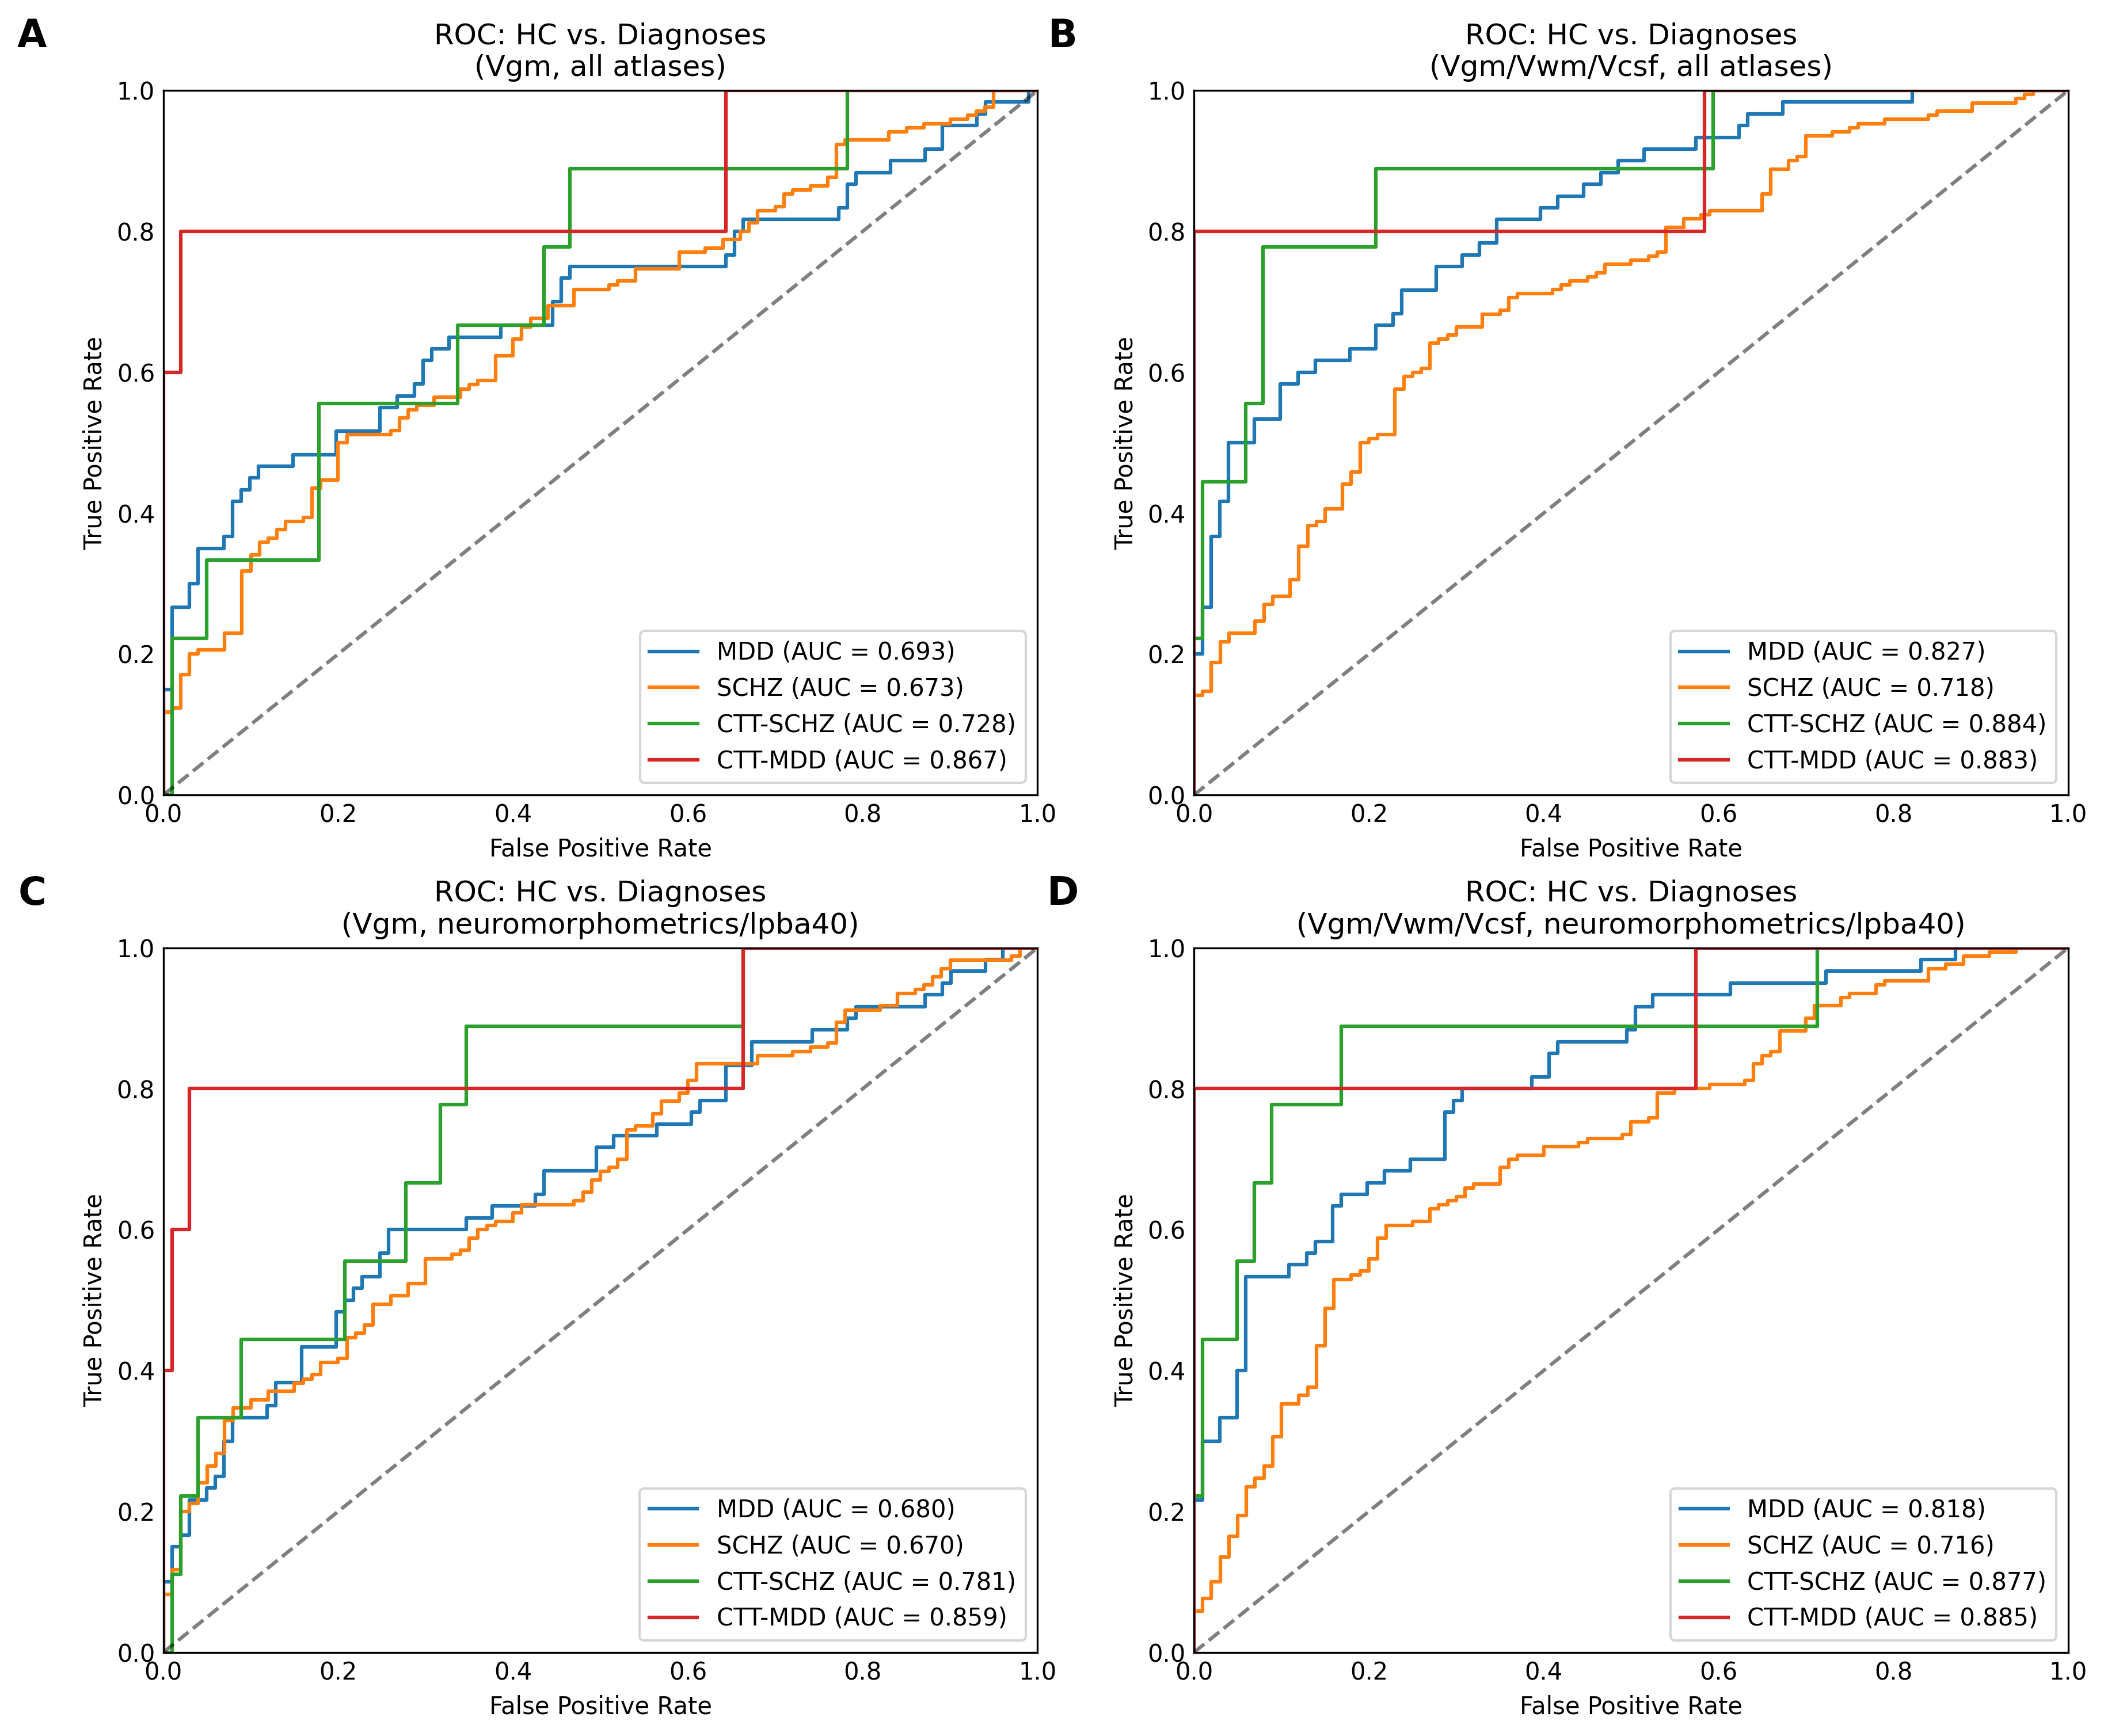 A
ROC: HC vs. Diagnoses
(Vgm, all atlases)
True Positive Rate
1.0
0.8
0.6
0.4
0.2
0.0
MDD (AUC = 0.693)
SCHZ (AUC = 0.673)
CTT-SCHZ (AUC = 0.728)
CTT-MDD (AUC = 0.867)
0.0 0.2 0.4 0.6 0.8 1.0
False Positive Rate
B
ROC: HC vs. Diagnoses
(Vgm/Vwm/Vcsf, all atlases)
True Positive Rate
1.0
0.8
0.6
0.4
0.2
0.0
MDD (AUC = 0.827)
SCHZ (AUC = 0.718)
CTT-SCHZ (AUC = 0.884)
CTT-MDD (AUC = 0.883)
0.0 0.2 0.4 0.6 0.8 1.0
False Positive Rate
C
ROC: HC vs. Diagnoses
(Vgm, neuromorphometrics/lpba40)
True Positive Rate
1.0
0.8
0.6
0.4
0.2
0.0
MDD (AUC = 0.680)
SCHZ (AUC = 0.670)
CTT-SCHZ (AUC = 0.781)
CTT-MDD (AUC = 0.859)
0.0 0.2 0.4 0.6 0.8 1.0
False Positive Rate
D
ROC: HC vs. Diagnoses
(Vgm/Vwm/Vcsf, neuromorphometrics/lpba40)
True Positive Rate
1.0
0.8
0.6
0.4
0.2
0.0
MDD (AUC = 0.818)
SCHZ (AUC = 0.716)
CTT-SCHZ (AUC = 0.877)
CTT-MDD (AUC = 0.885)
0.0 0.2 0.4 0.6 0.8 1.0
False Positive Rate